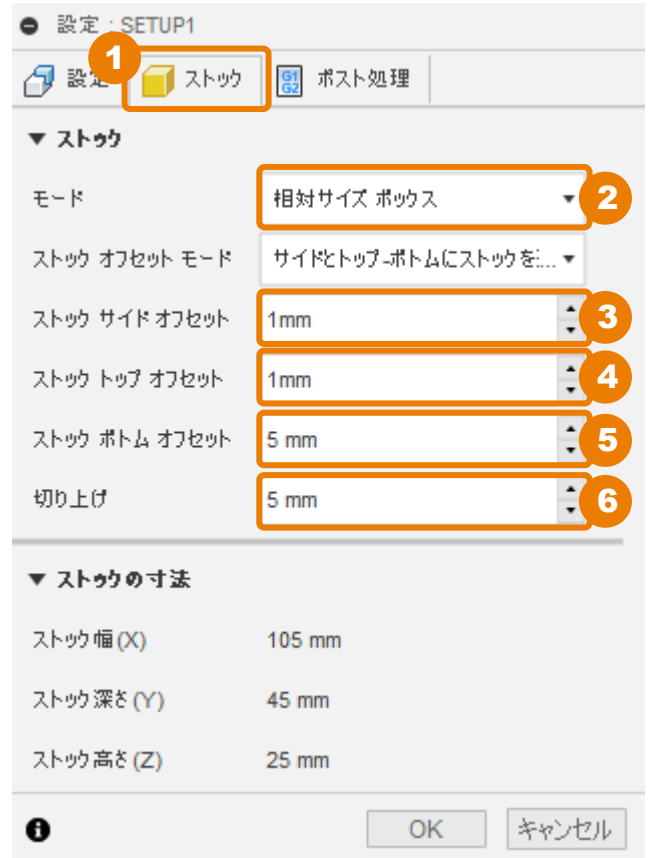 設定 : SETUP1
1
設定
ストック
G1
G2
ポスト処理
▼ ストック
モード
相対サイズ ボックス
2
ストック オフセット モード
サイドとトップ-ボトムにストックを...
ストック サイド オフセット
1mm
3
ストック トップ オフセット
1mm
4
ストック ボトム オフセット
5 mm
5
切り上げ
5 mm
6
▼ ストックの寸法
ストック幅(X)
105 mm
ストック深さ(Y)
45 mm
ストック高さ(Z)
25 mm
OK
キャンセル